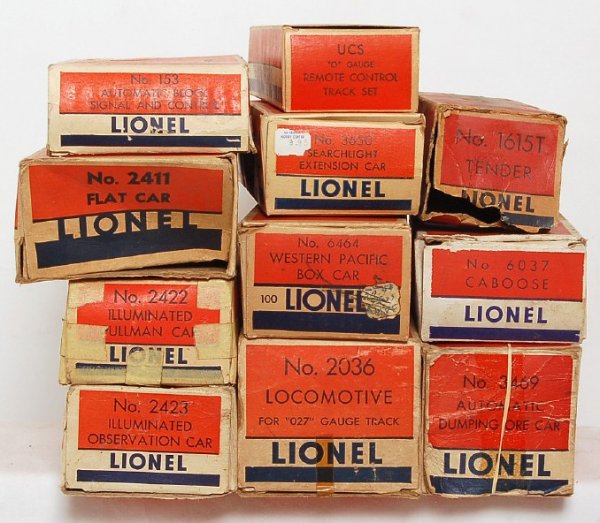 No. 153
AUTOMATIC BLOCK
SIGNAL AND CONTROL
LIONEL
No. 2411
FLAT CAR
LIONEL
No. 2422
ILLUMINATED
PULLMAN CAR
LIONEL
No. 2423
ILLUMINATED
OBSERVATION CAR
LIONEL
UCS
"O" GAUGE
REMOTE CONTROL
TRACK SET
No. 3650
SEARCHLIGHT
EXTENSION CAR
LIONEL
No. 6464
WESTERN PACIFIC
BOX CAR
100 LIONEL
No. 2036
LOCOMOTIVE
FOR "027" GAUGE TRACK
LIONEL
No. 1615T
TENDER
LIONEL
No. 6037
CABOOSE
LIONEL
No. 3469
AUTOMATIC
DUMPING ORE CAR
LIONEL